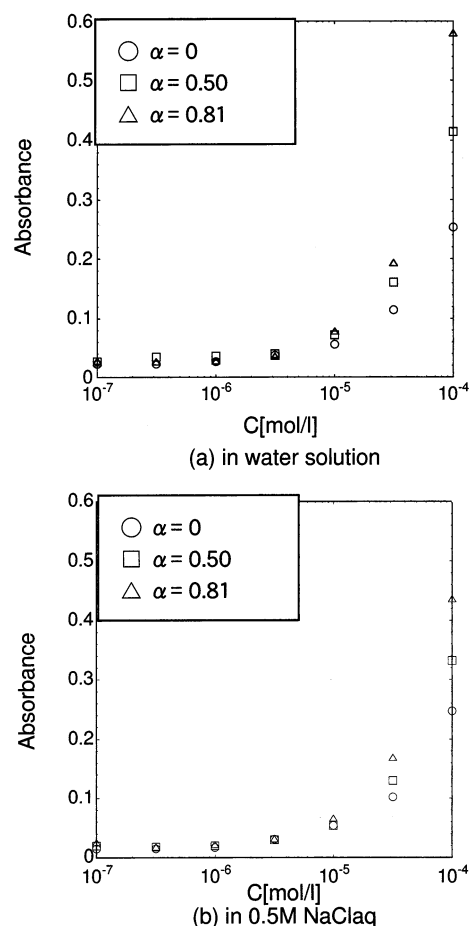 0.6
α = 0
α = 0.50
α = 0.81
0.5
0.4
0.3
0.2
0.1
0
Absorbance
10⁻⁷
10⁻⁶
10⁻⁵
10⁻⁴
C[mol/l]
(a) in water solution
0.6
α = 0
α = 0.50
α = 0.81
0.5
0.4
0.3
0.2
0.1
0
Absorbance
10⁻⁷
10⁻⁶
10⁻⁵
10⁻⁴
C[mol/l]
(b) in 0.5M NaClaq